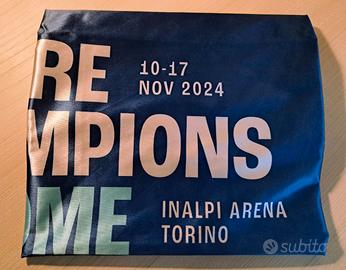 RE
10-17
NOV 2024
MPIONS
ME
INALPI ARENA
TORINO
subito